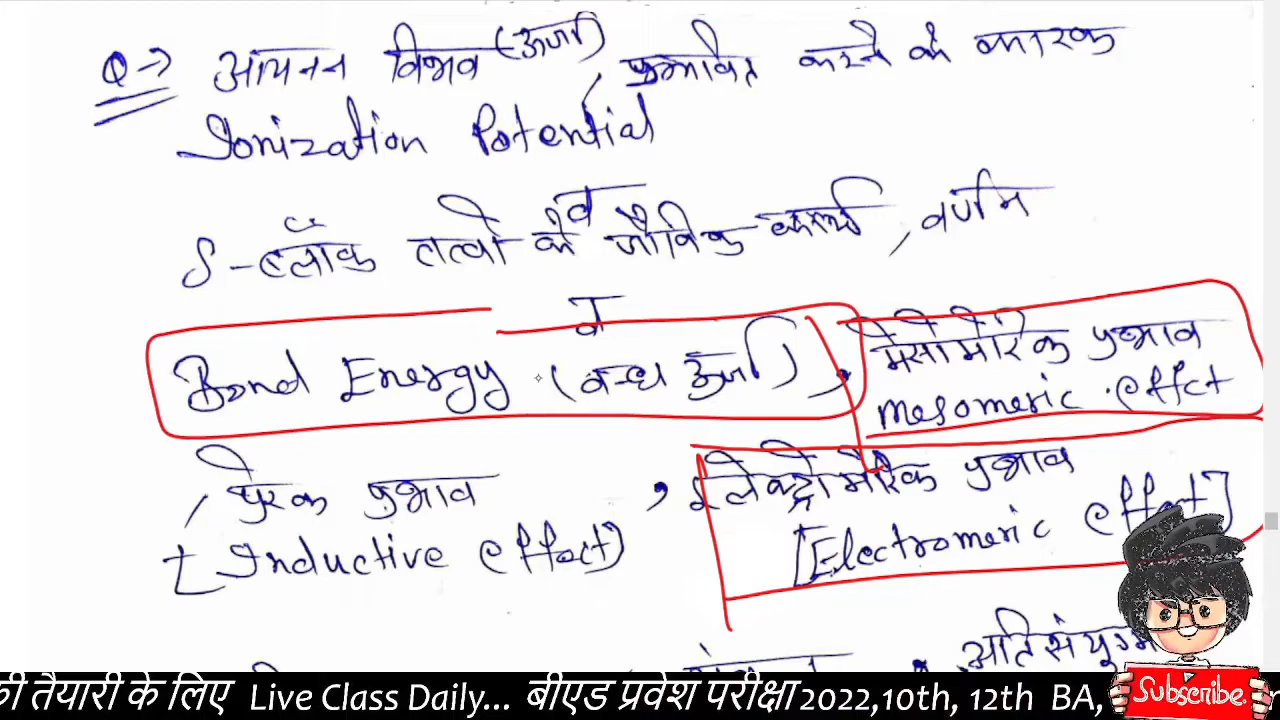 Q→ आयनन विभव (ऊर्जा) प्रभावित करने के कारक
Ionization Potential
व
S-ब्लॉक तत्वों के जैविक कार्य, वर्णन
व
Bond Energy (बन्ध ऊर्जा), मेसोमेरिक प्रभाव
mesomeric effect
, प्रेरक प्रभाव, इलेक्ट्रोमेरिक प्रभाव
[Inductive effect) [Electromeric effect]
अतिसंयुग्म
की तैयारी के लिए Live Class Daily... बीएड प्रवेश परीक्षा 2022,10th, 12th BA,
Subscribe